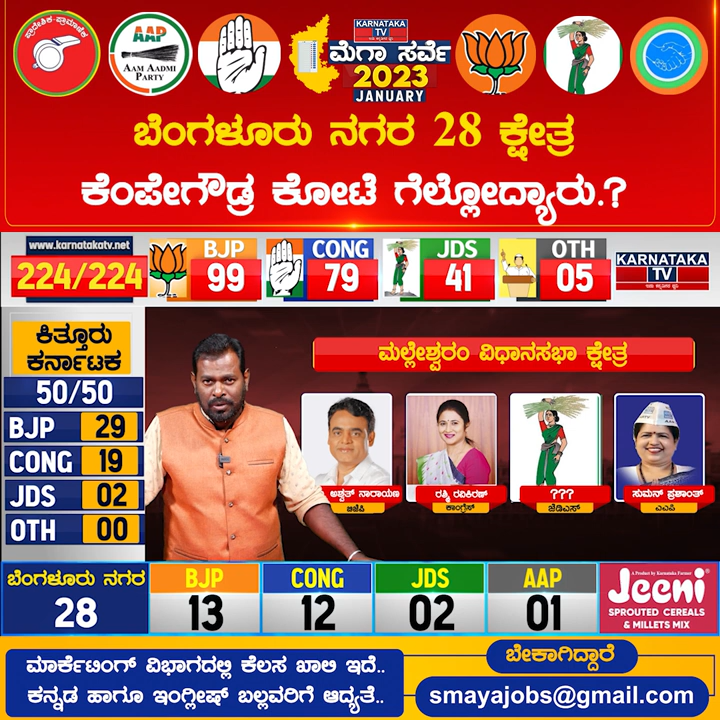 ಪ್ರಾದೇಶಿಕ-ಪ್ರಾಮಾಣಿಕ
AAP
AAM AADMI
PARTY
KARNATAKA
TV
ಮೆಗಾ ಸರ್ವೆ
2023
JANUARY
ಬೆಂಗಳೂರು ನಗರ 28 ಕ್ಷೇತ್ರ
ಕೆಂಪೇಗೌಡ್ರ ಕೋಟೆ ಗೆಲ್ಲೋದ್ಯಾರು.?
www.karnatakatv.net
224/224
BJP
99
CONG
79
JDS
41
OTH
05
KARNATAKA
TV
ಕಿತ್ತೂರು
ಕರ್ನಾಟಕ
50/50
BJP 29
CONG 19
JDS 02
OTH 00
ಮಲ್ಲೇಶ್ವರಂ ವಿಧಾನಸಭಾ ಕ್ಷೇತ್ರ
ಅಶ್ವತ್ ನಾರಾಯಣ
ಬಿಜೆಪಿ
ರಶ್ಮಿ ರವಿಕಿರಣ್
ಕಾಂಗ್ರೆಸ್
???
ಜೆಡಿಎಸ್
ಸುಮನ್ ಪ್ರಶಾಂತ್
ಎಎಪಿ
ಬೆಂಗಳೂರು ನಗರ
28
BJP
13
CONG
12
JDS
02
AAP
01
A Product by Karnataka Farmer
Jeeni
SPROUTED CEREALS
& MILLETS MIX
ಮಾರ್ಕೆಟಿಂಗ್ ವಿಭಾಗದಲ್ಲಿ ಕೆಲಸ ಖಾಲಿ ಇದೆ..
ಕನ್ನಡ ಹಾಗೂ ಇಂಗ್ಲೀಷ್ ಬಲ್ಲವರಿಗೆ ಆದ್ಯತೆ..
ಬೇಕಾಗಿದ್ದಾರೆ
smayajobs@gmail.com